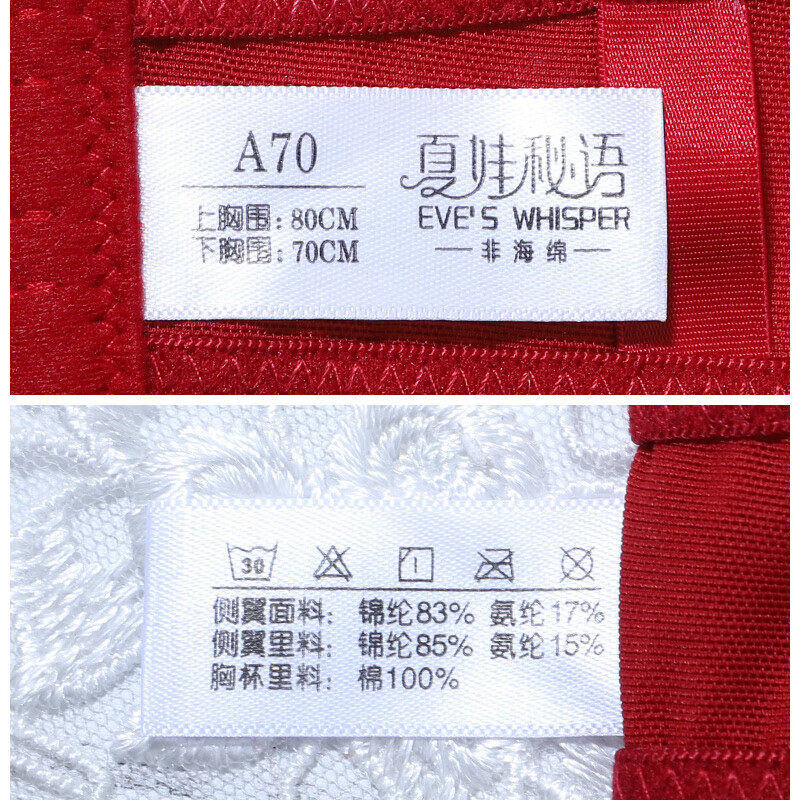 A70
上胸围：80CM
下胸围：70CM
夏娃秘语
EVE'S WHISPER
非海绵
30
侧翼面料：锦纶83% 氨纶17%
侧翼里料：锦纶85% 氨纶15%
胸杯里料：棉100%